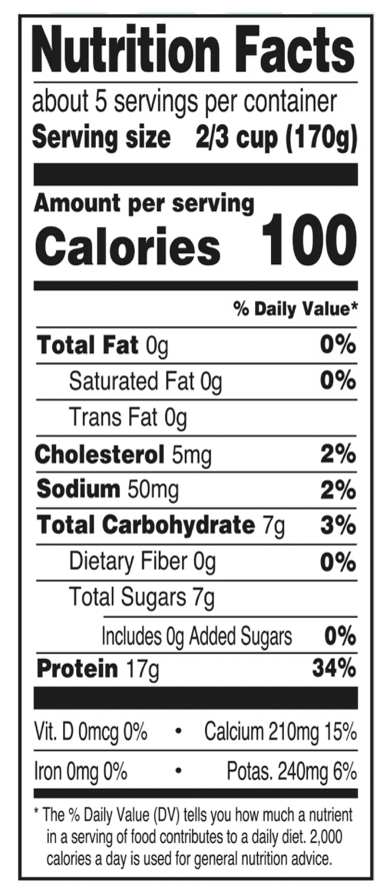 Nutrition Facts
about 5 servings per container
Serving size 2/3 cup (170g)
Amount per serving
Calories 100
% Daily Value*
Total Fat 0g 0%
Saturated Fat 0g 0%
Trans Fat 0g
Cholesterol 5mg 2%
Sodium 50mg 2%
Total Carbohydrate 7g 3%
Dietary Fiber 0g 0%
Total Sugars 7g
Includes 0g Added Sugars 0%
Protein 17g 34%
Vit. D 0mcg 0% • Calcium 210mg 15%
Iron 0mg 0% • Potas. 240mg 6%
* The % Daily Value (DV) tells you how much a nutrient
in a serving of food contributes to a daily diet. 2,000
calories a day is used for general nutrition advice.